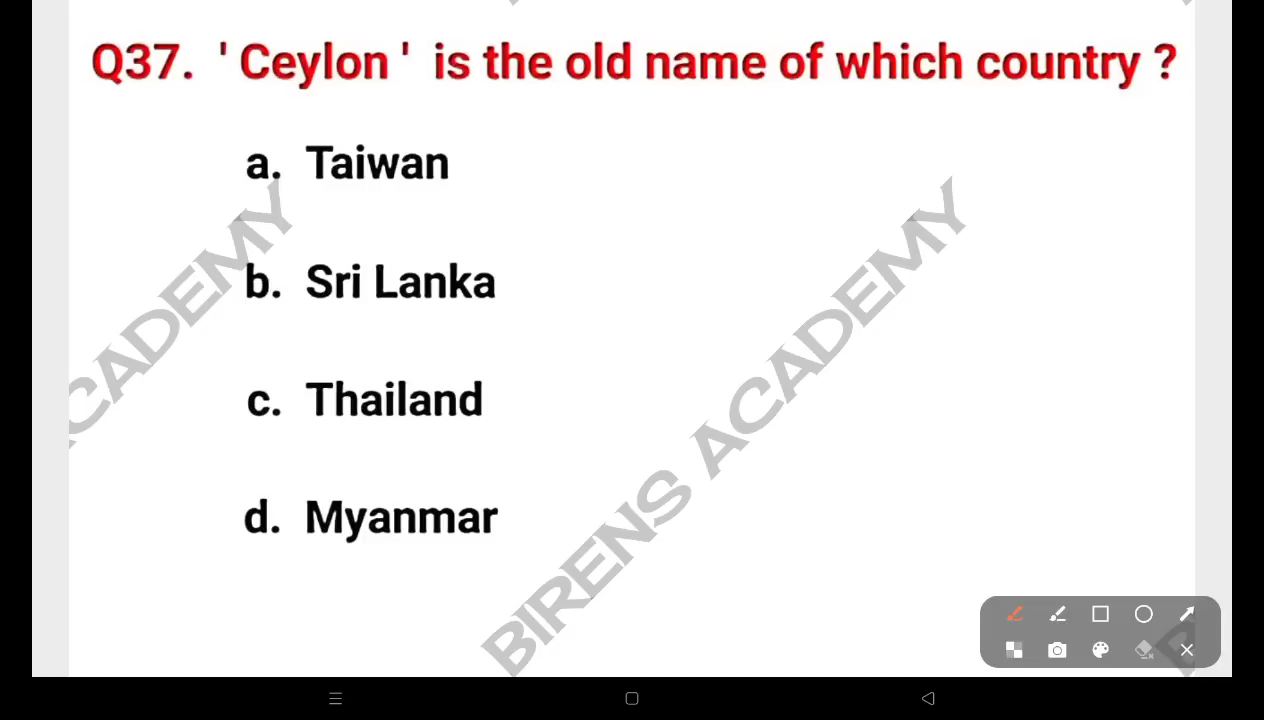 Q37. ' Ceylon ' is the old name of which country ?
a. Taiwan
b. Sri Lanka
c. Thailand
d. Myanmar
CADEMY
BIRENS ACADEMY